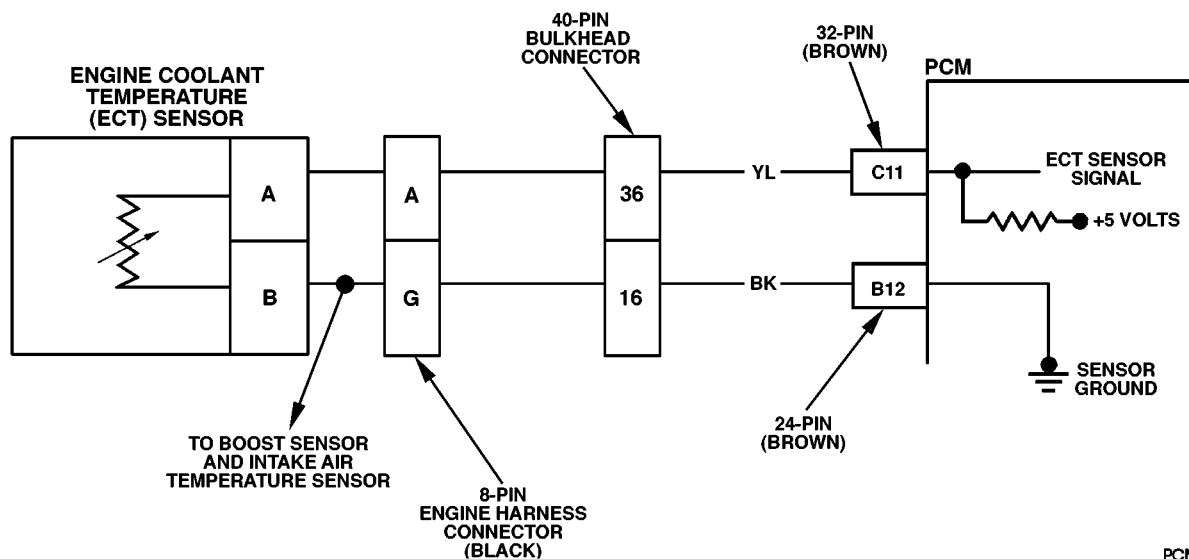 40-PIN
BULKHEAD
CONNECTOR
32-PIN
(BROWN)
PCM
ENGINE COOLANT
TEMPERATURE
(ECT) SENSOR
A
A
36
YL
C11
ECT SENSOR
SIGNAL
+5 VOLTS
B
G
16
BK
B12
SENSOR
GROUND
24-PIN
(BROWN)
TO BOOST SENSOR
AND INTAKE AIR
TEMPERATURE SENSOR
8-PIN
ENGINE HARNESS
CONNECTOR
(BLACK)